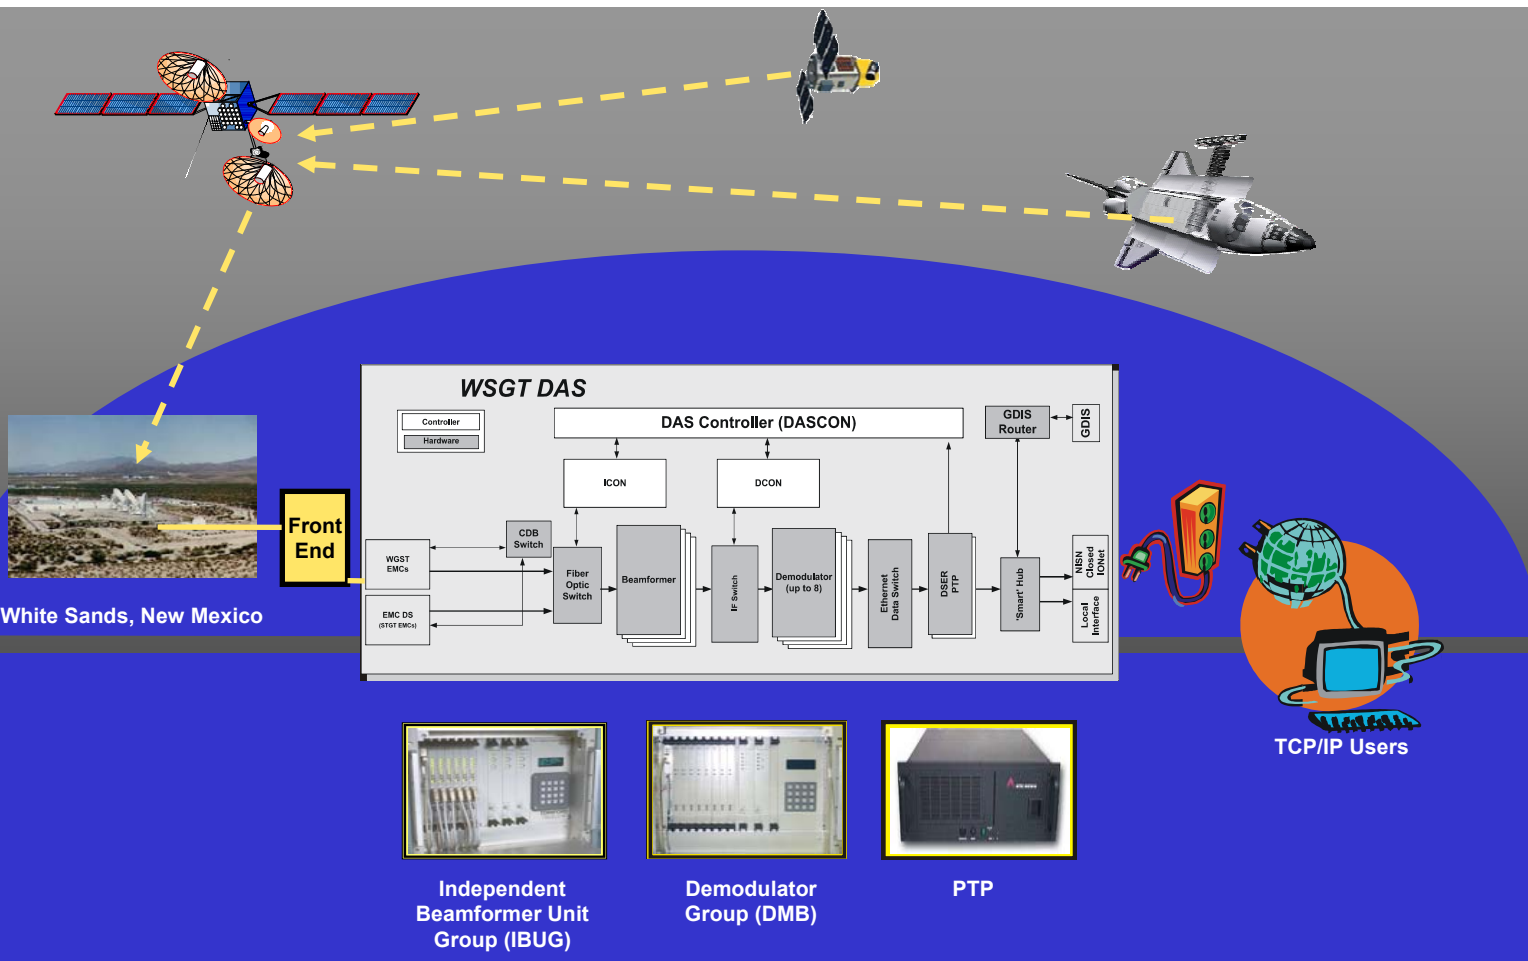 WSGT DAS
Controller
Hardware
DAS Controller (DASCON)
GDIS
Router
GDIS
ICON
DCON
Front
End
CDB
Switch
WGST
EMCs
EMC DS
(STGT EMCs)
Fiber
Optic
Switch
Beamformer
IF Switch
Demodulator
(up to 8)
Ethernet
Data Switch
DSER
PTP
'Smart' Hub
NISN
Closed
IONet
Local
Interface
White Sands, New Mexico
TCP/IP Users
Independent
Beamformer Unit
Group (IBUG)
Demodulator
Group (DMB)
PTP